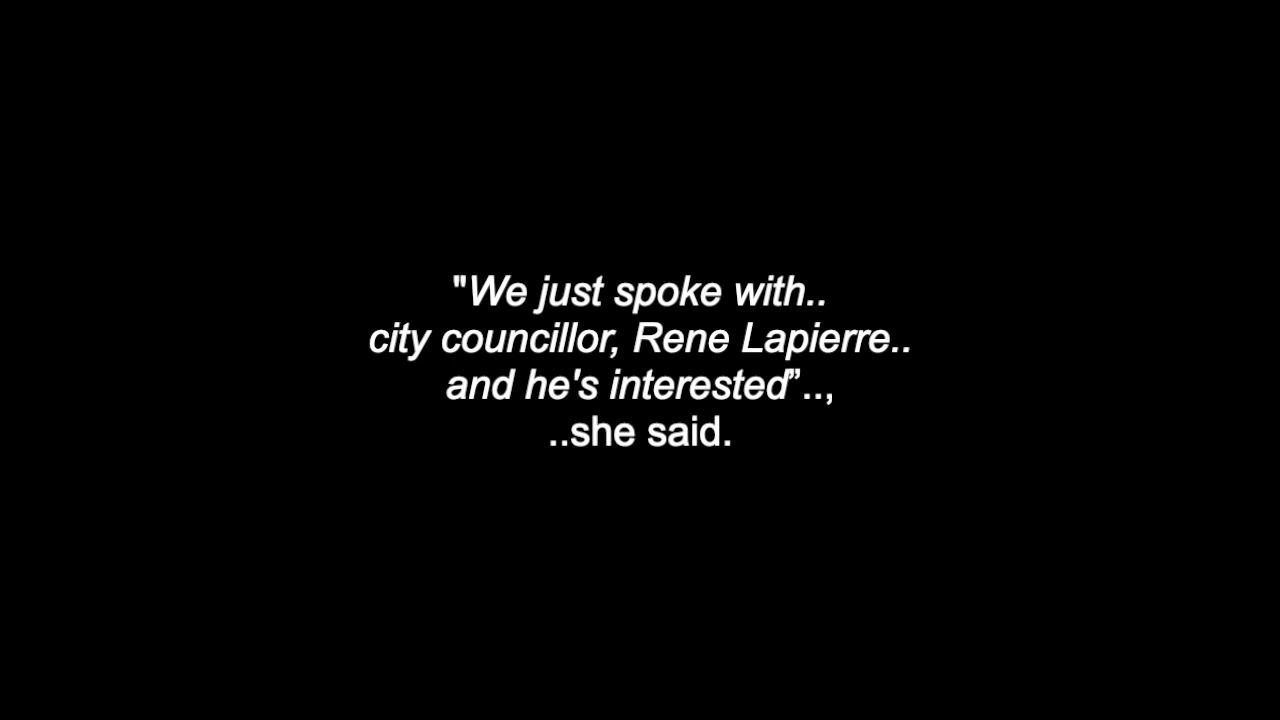 "We just spoke with..
city councillor, Rene Lapierre..
and he's interested”..,
..she said.